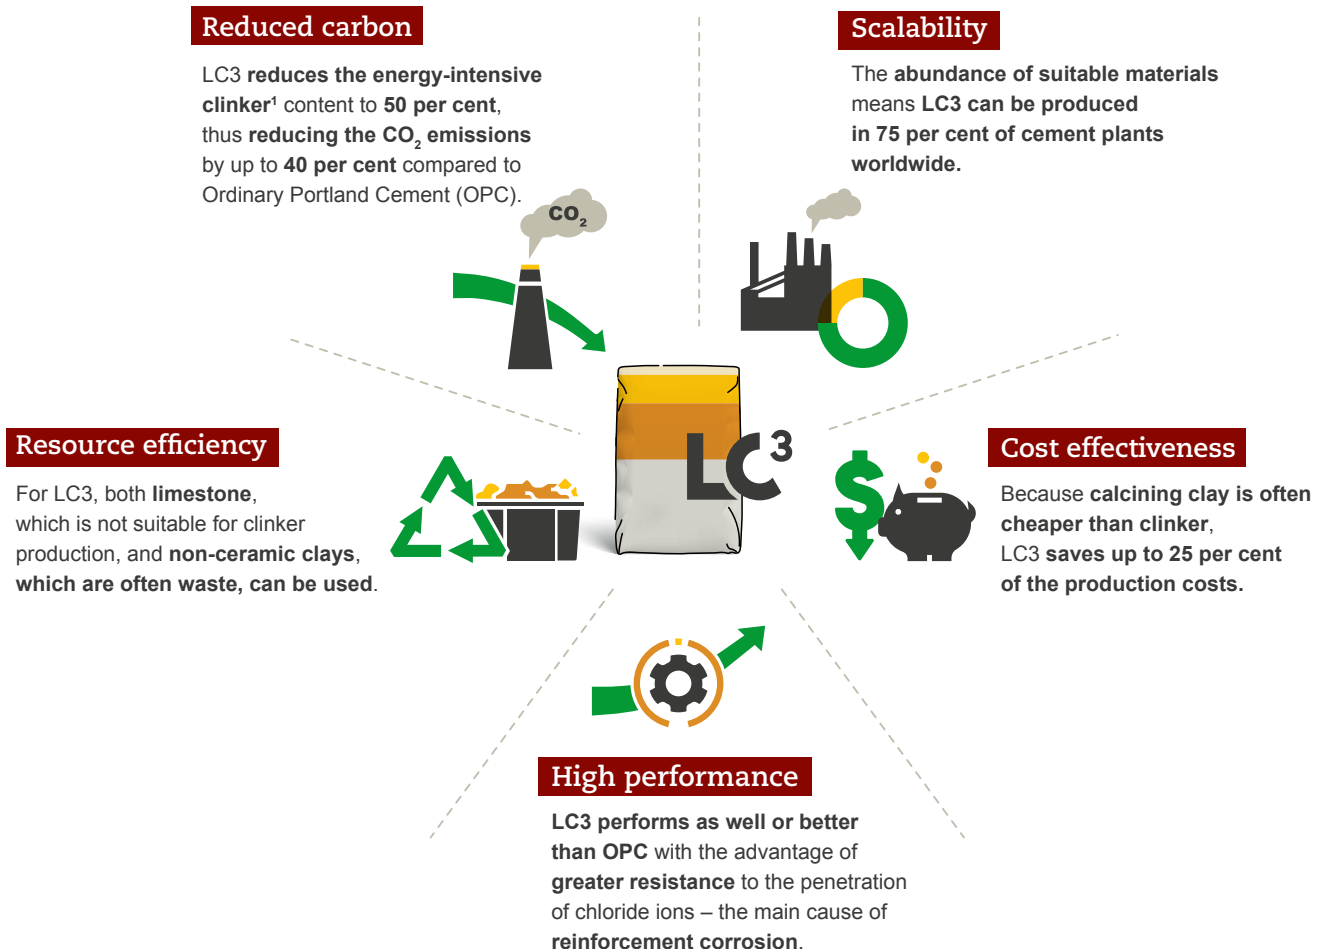 Reduced carbon
LC3 reduces the energy-intensive
clinker¹ content to 50 per cent,
thus reducing the CO₂ emissions
by up to 40 per cent compared to
Ordinary Portland Cement (OPC).
CO₂
Scalability
The abundance of suitable materials
means LC3 can be produced
in 75 per cent of cement plants
worldwide.
Resource efficiency
For LC3, both limestone,
which is not suitable for clinker
production, and non-ceramic clays,
which are often waste, can be used.
LC³
$
Cost effectiveness
Because calcining clay is often
cheaper than clinker,
LC3 saves up to 25 per cent
of the production costs.
High performance
LC3 performs as well or better
than OPC with the advantage of
greater resistance to the penetration
of chloride ions – the main cause of
reinforcement corrosion.